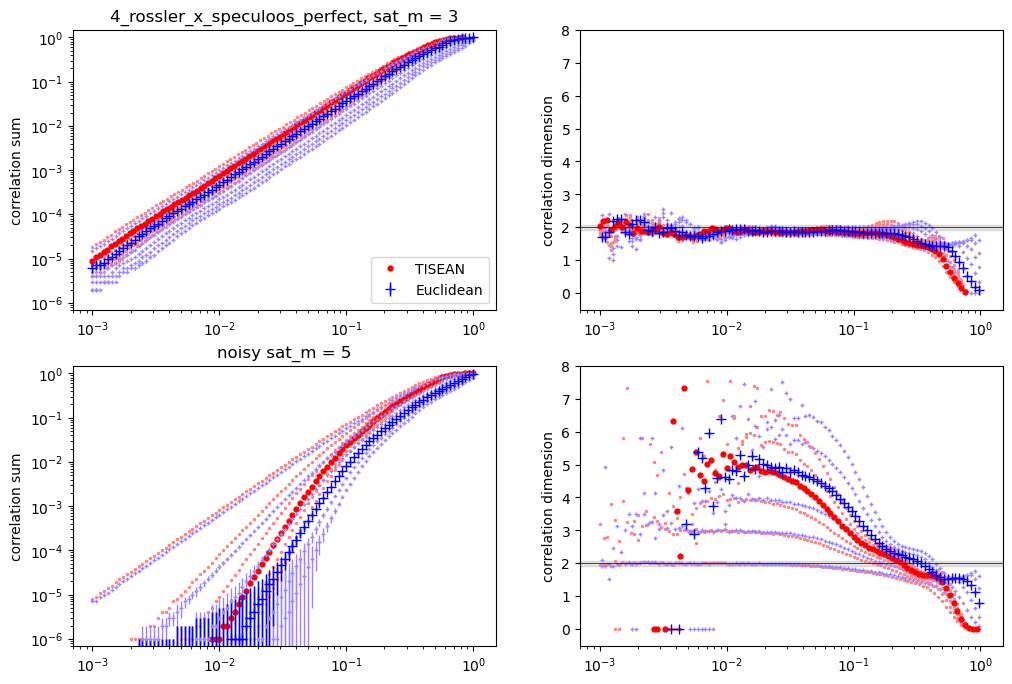 4_rossler_x_speculoos_perfect, sat_m = 3
correlation sum
10⁰
10⁻¹
10⁻²
10⁻³
10⁻⁴
10⁻⁵
10⁻⁶
TISEAN
Euclidean
10⁻³ 10⁻² 10⁻¹ 10⁰
correlation dimension
8
7
6
5
4
3
2
1
0
10⁻³ 10⁻² 10⁻¹ 10⁰
noisy sat_m = 5
correlation sum
10⁰
10⁻¹
10⁻²
10⁻³
10⁻⁴
10⁻⁵
10⁻⁶
10⁻³ 10⁻² 10⁻¹ 10⁰
correlation dimension
8
7
6
5
4
3
2
1
0
10⁻³ 10⁻² 10⁻¹ 10⁰